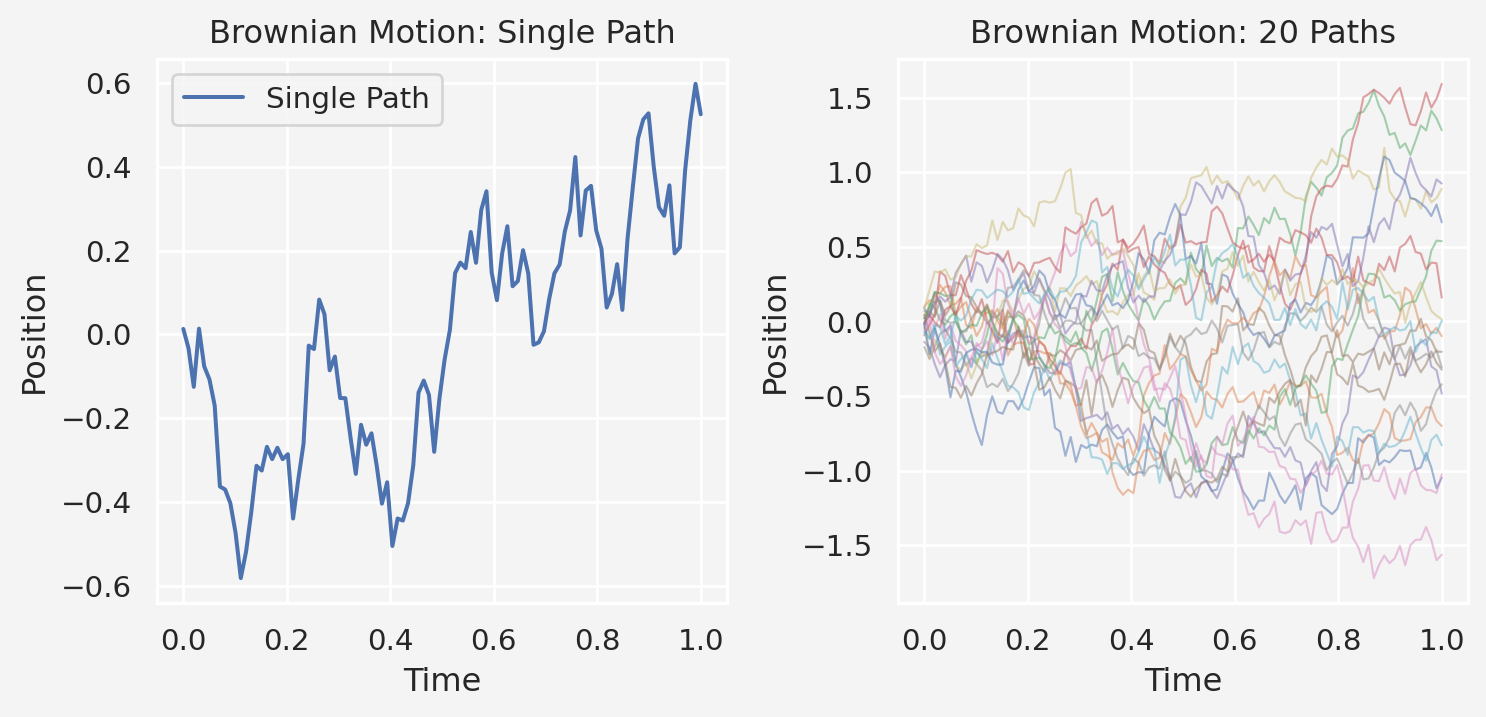 Brownian Motion: Single Path
Single Path
0.6
0.4
0.2
0.0
−0.2
−0.4
−0.6
Position
0.0 0.2 0.4 0.6 0.8 1.0
Time
Brownian Motion: 20 Paths
1.5
1.0
0.5
0.0
−0.5
−1.0
−1.5
Position
0.0 0.2 0.4 0.6 0.8 1.0
Time